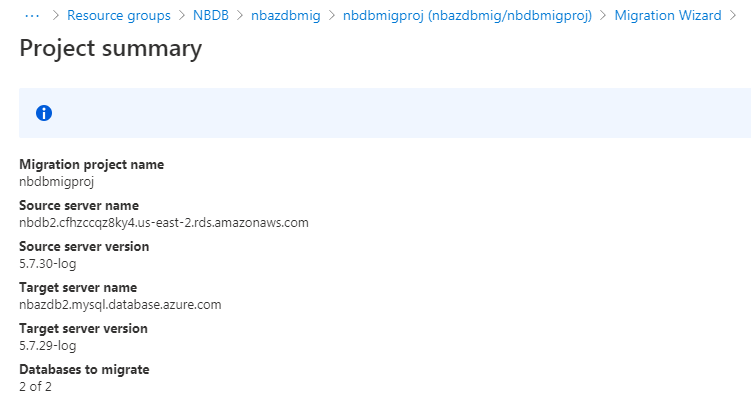 ··· > Resource groups > NBDB > nbazdbmig > nbdbmigproj (nbazdbmig/nbdbmigproj) > Migration Wizard >
Project summary
Migration project name
nbdbmigproj
Source server name
nbdb2.cfhzccqz8ky4.us-east-2.rds.amazonaws.com
Source server version
5.7.30-log
Target server name
nbazdb2.mysql.database.azure.com
Target server version
5.7.29-log
Databases to migrate
2 of 2